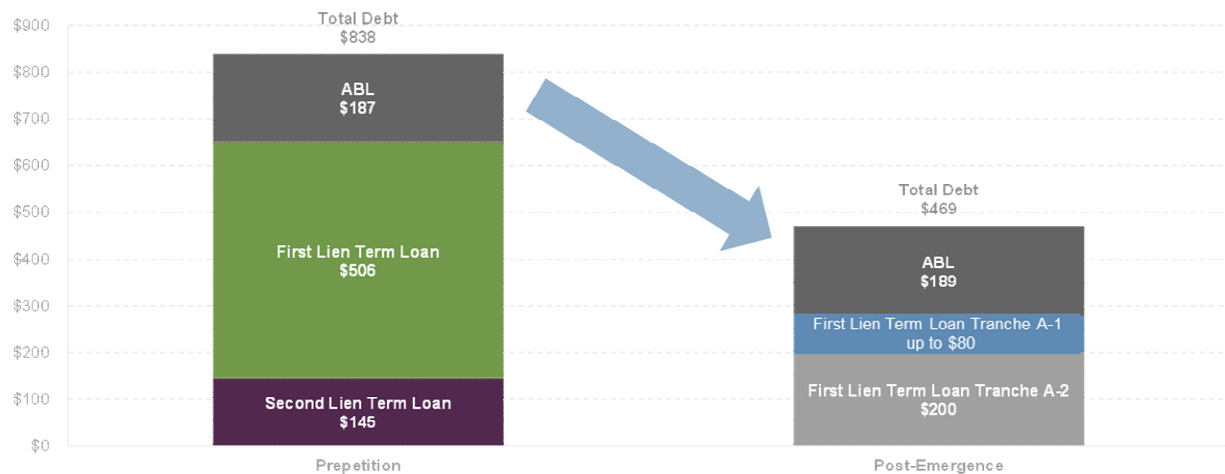 $900
$800
$700
$600
$500
$400
$300
$200
$100
$0
Total Debt
$838
ABL
$187
First Lien Term Loan
$506
Second Lien Term Loan
$145
Prepetition
Total Debt
$469
ABL
$189
First Lien Term Loan Tranche A-1
up to $80
First Lien Term Loan Tranche A-2
$200
Post-Emergence